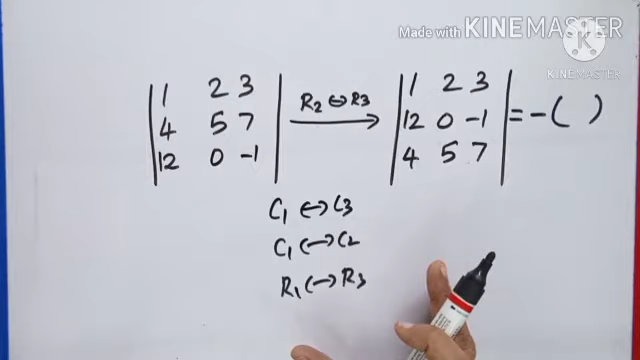 Made with KINEMASTER
KINEMASTER
| 1 2 3 | R2 ↔ R3 | 1 2 3 |
| 4 5 7 | ⟶ | 12 0 -1 | = - ( )
| 12 0 -1 | | 4 5 7 |
C1 ↔ C3
C1 ↔ C2
R1 ↔ R3